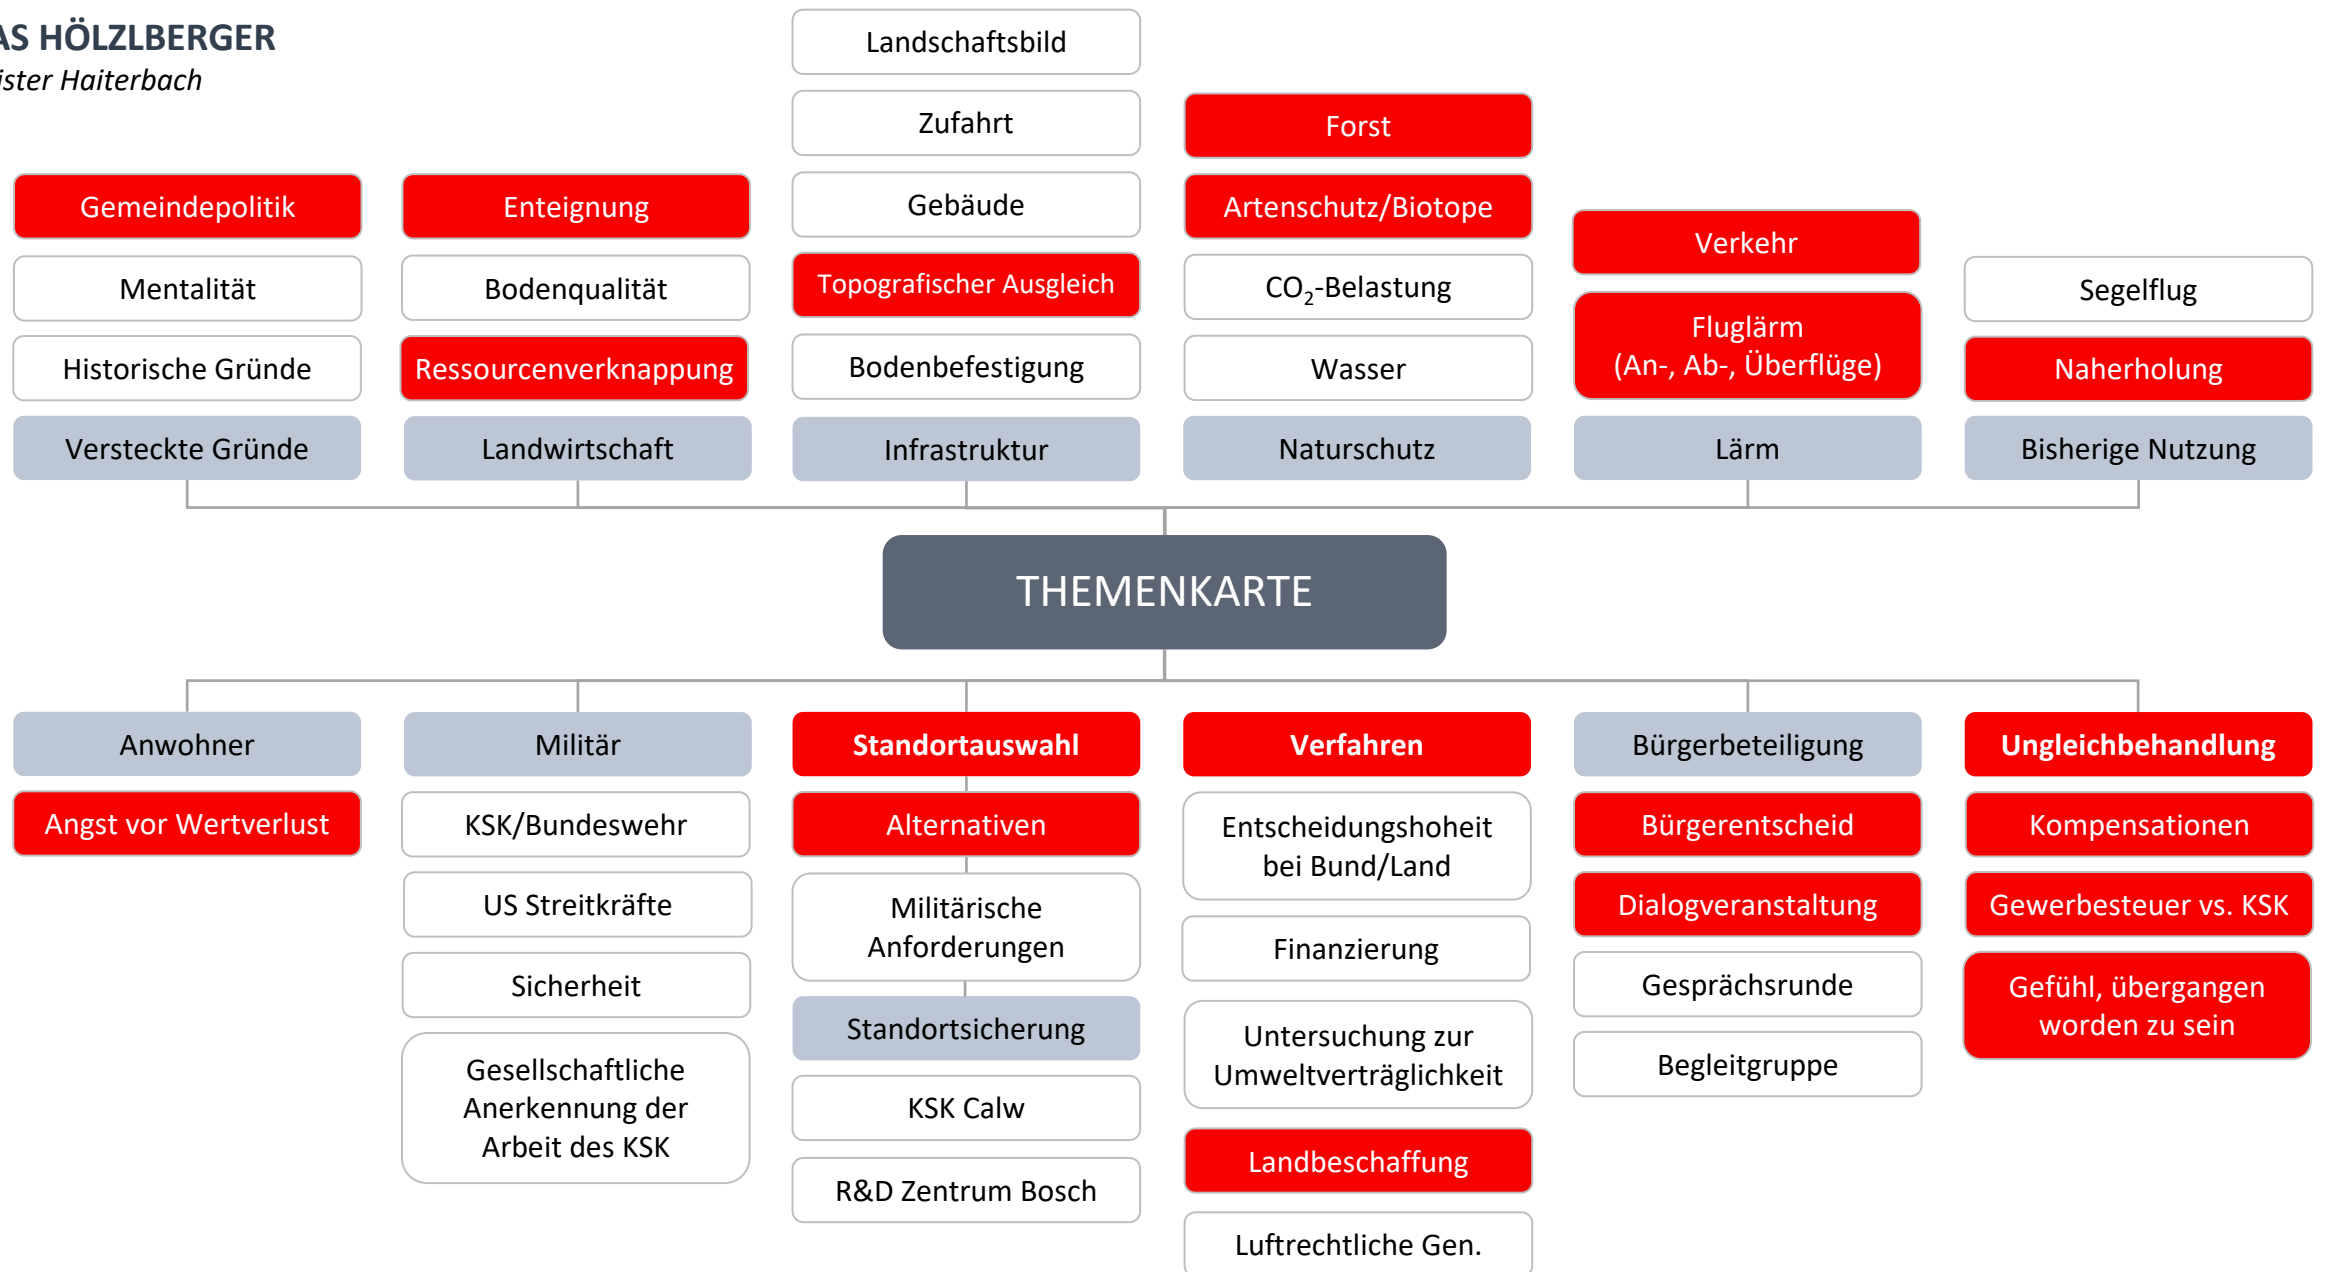 AS HÖLZLBERGER
ister Haiterbach
Landschaftsbild
Zufahrt
Gebäude
Topografischer Ausgleich
Bodenbefestigung
Infrastruktur
Forst
Artenschutz/Biotope
CO₂-Belastung
Wasser
Naturschutz
Gemeindepolitik
Mentalität
Historische Gründe
Versteckte Gründe
Enteignung
Bodenqualität
Ressourcenverknappung
Landwirtschaft
Verkehr
Fluglärm
(An-, Ab-, Überflüge)
Lärm
Segelflug
Naherholung
Bisherige Nutzung
THEMENKARTE
Anwohner
Angst vor Wertverlust
Militär
KSK/Bundeswehr
US Streitkräfte
Sicherheit
Gesellschaftliche
Anerkennung der
Arbeit des KSK
Standortauswahl
Alternativen
Militärische
Anforderungen
Standortsicherung
KSK Calw
R&D Zentrum Bosch
Verfahren
Entscheidungshoheit
bei Bund/Land
Finanzierung
Untersuchung zur
Umweltverträglichkeit
Landbeschaffung
Luftrechtliche Gen.
Bürgerbeteiligung
Bürgerentscheid
Dialogveranstaltung
Gesprächsrunde
Begleitgruppe
Ungleichbehandlung
Kompensationen
Gewerbesteuer vs. KSK
Gefühl, übergangen
worden zu sein